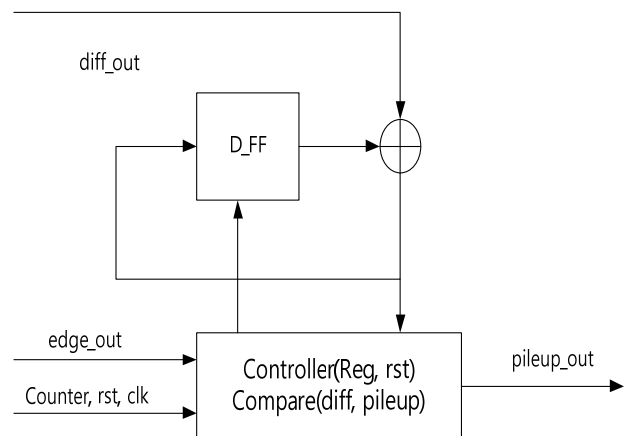 diff_out
D_FF
edge_out
Counter, rst, clk
Controller(Reg, rst)
Compare(diff, pileup)
pileup_out